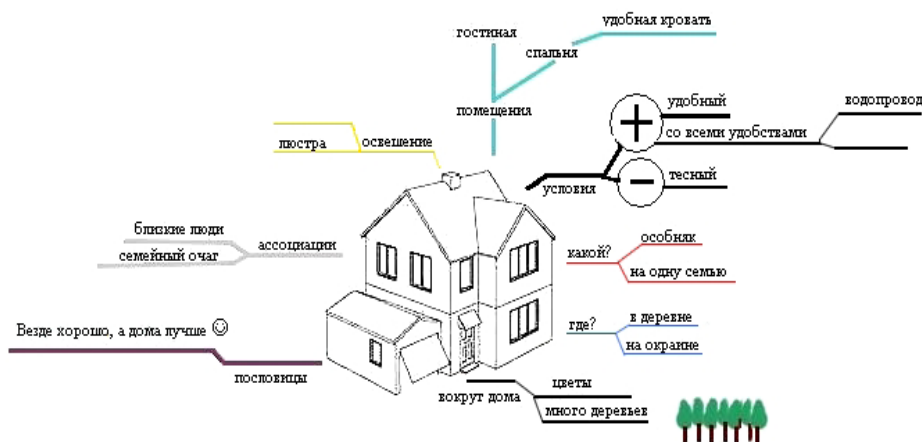 удобная кровать
гостиная
спальня
помещения
удобный
водопровод
со всеми удобствами
люстра
освешение
условия
тесный
близкие люди
ассоциации
семейный очаг
особняк
какой?
на одну семью
Везде хорошо, а дома лучше ☺
в деревне
где?
на окраине
пословицы
цветы
вокруг дома
много деревьев